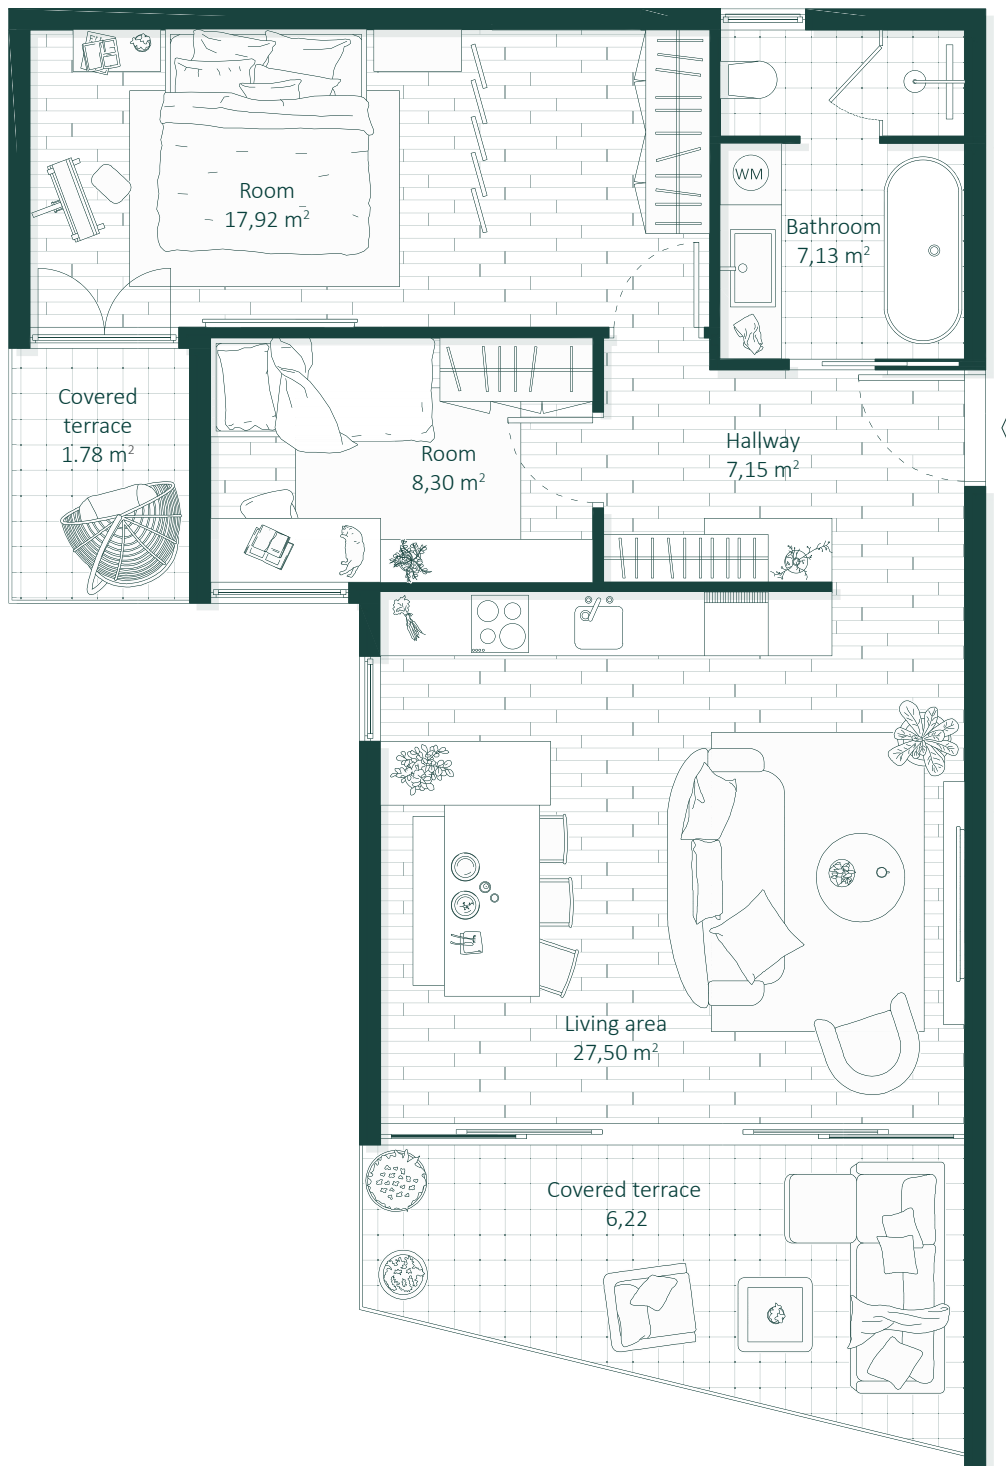 Room
17,92 m²
WM
Bathroom
7,13 m²
Covered
terrace
1.78 m²
Room
8,30 m²
Hallway
7,15 m²
Living area
27,50 m²
Covered terrace
6,22